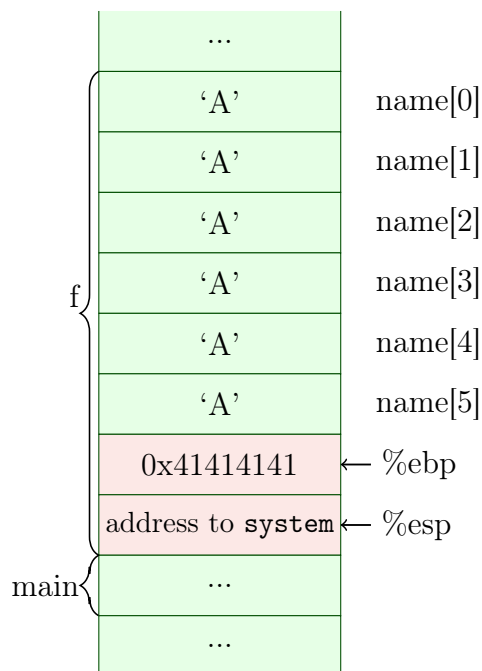 ...
‘A’ name[0]
‘A’ name[1]
‘A’ name[2]
‘A’ name[3]
f
‘A’ name[4]
‘A’ name[5]
0x41414141 %ebp
address to system %esp
main ...
...